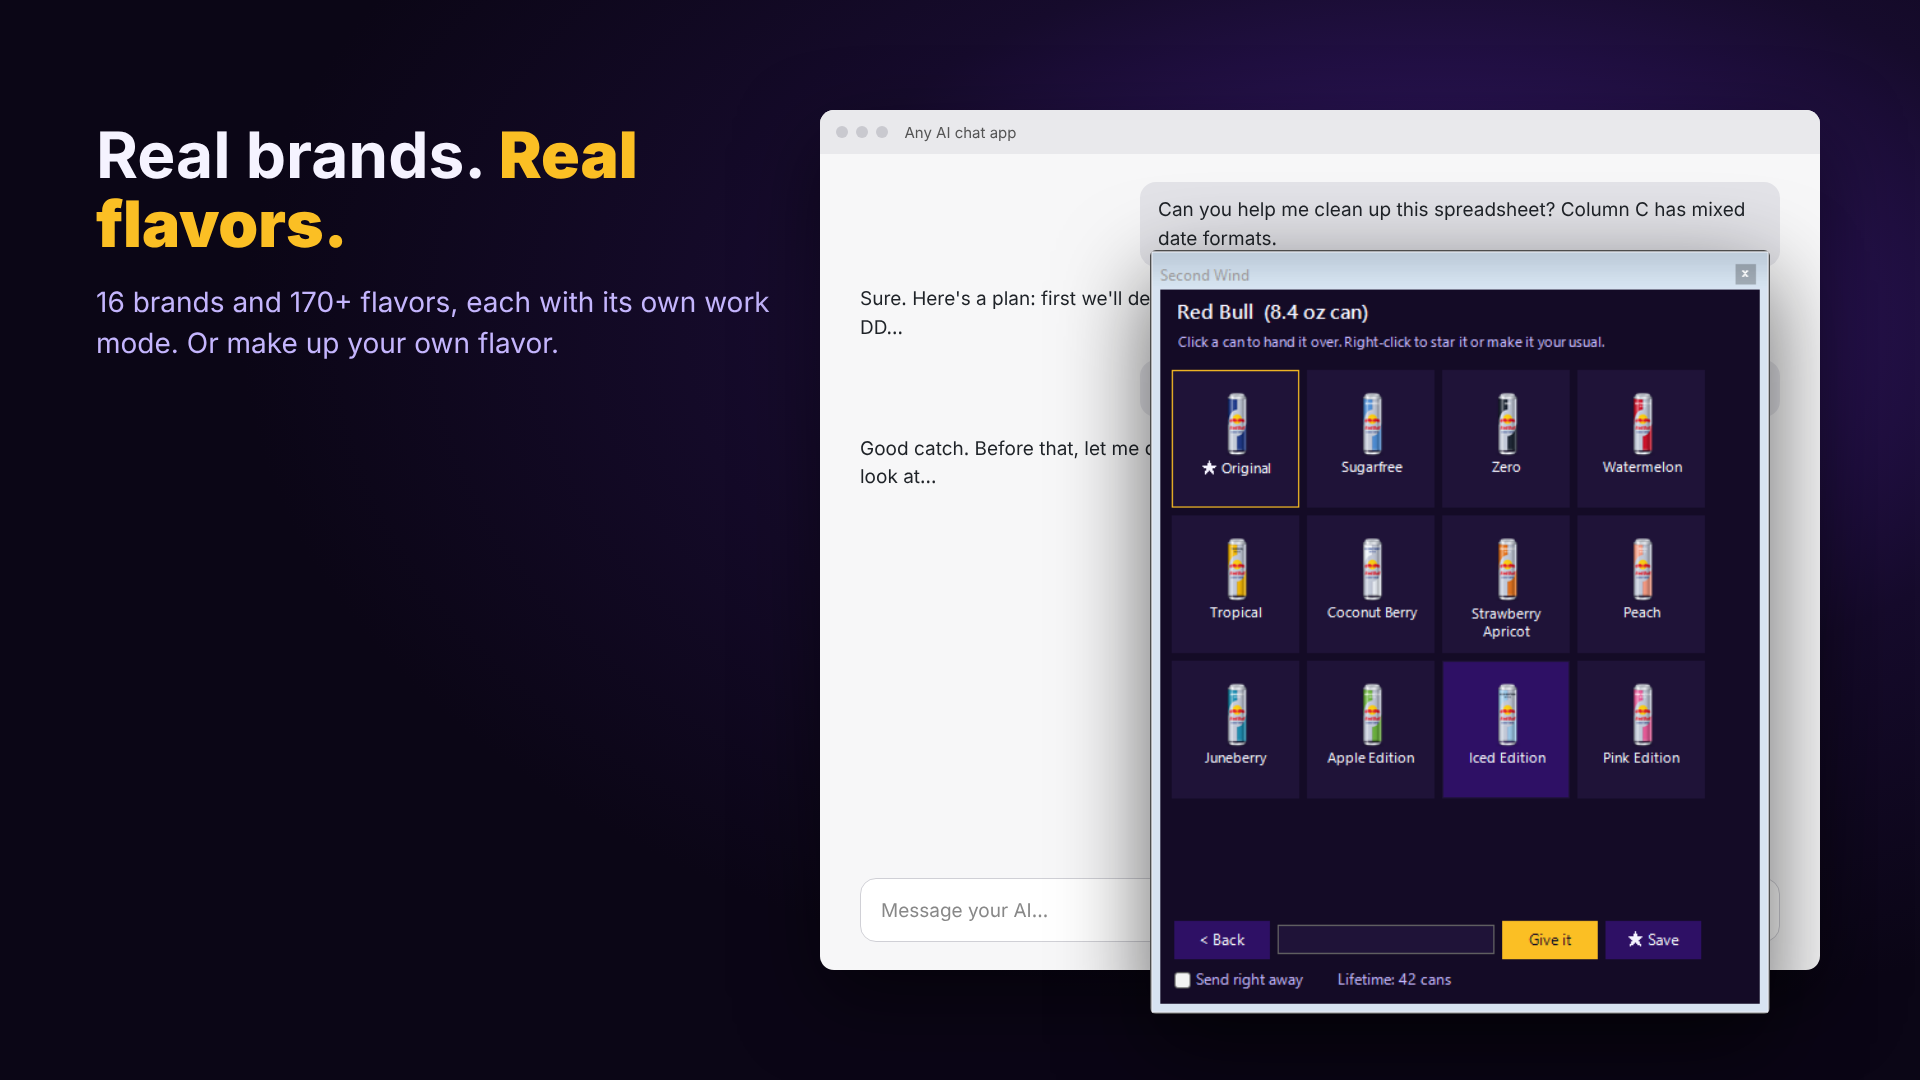 Real brands. Real
flavors.
16 brands and 170+ flavors, each with its own work
mode. Or make up your own flavor.
Any AI chat app
Can you help me clean up this spreadsheet? Column C has mixed
date formats.
Sure. Here's a plan: first we'll de
DD...
Good catch. Before that, let me
look at...
Message your AI...
Second Wind
Red Bull (8.4 oz can)
Click a can to hand it over. Right-click to star it or make it your usual.
★ Original
Sugarfree
Zero
Watermelon
Tropical
Coconut Berry
Strawberry
Apricot
Peach
Juneberry
Apple Edition
Iced Edition
Pink Edition
< Back
Give it
★ Save
Send right away
Lifetime: 42 cans